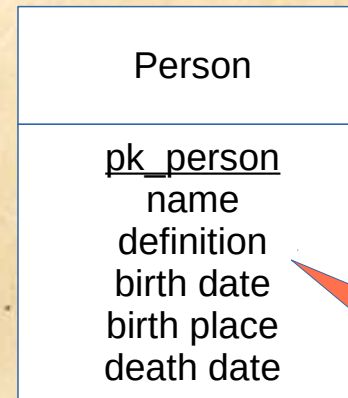 Person
pk_person
name
definition
birth date
birth place
death date